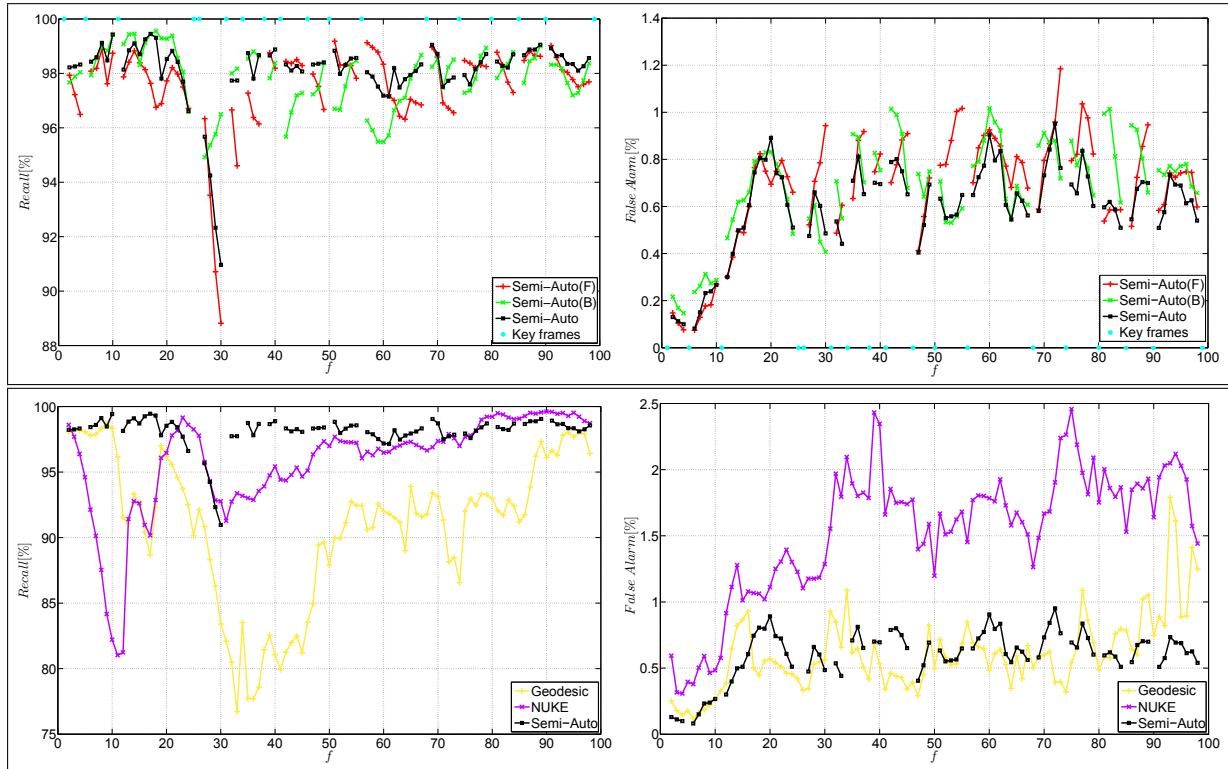 100
98
96
94
92
90
88
Recall[%]
0 10 20 30 40 50 60 70 80 90 100
f
Semi-Auto(F)
Semi-Auto(B)
Semi-Auto
Key frames
1.4
1.2
1
0.8
0.6
0.4
0.2
0
False Alarm[%]
0 10 20 30 40 50 60 70 80 90 100
f
Semi-Auto(F)
Semi-Auto(B)
Semi-Auto
Key frames
100
95
90
85
80
75
Recall[%]
0 10 20 30 40 50 60 70 80 90 100
f
Geodesic
NUKE
Semi-Auto
2.5
2
1.5
1
0.5
0
False Alarm[%]
0 10 20 30 40 50 60 70 80 90 100
f
Geodesic
NUKE
Semi-Auto